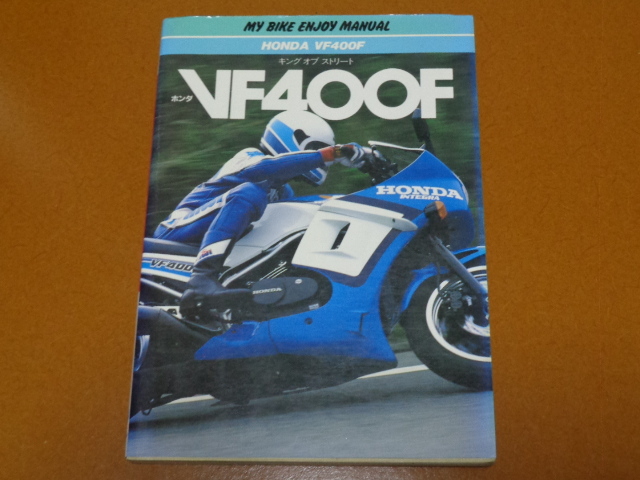 MY BIKE ENJOY MANUAL
HONDA VF400F
キング オブ ストリート
ホンダ VF400F
HONDA
INTEGRA
VF400
HONDA